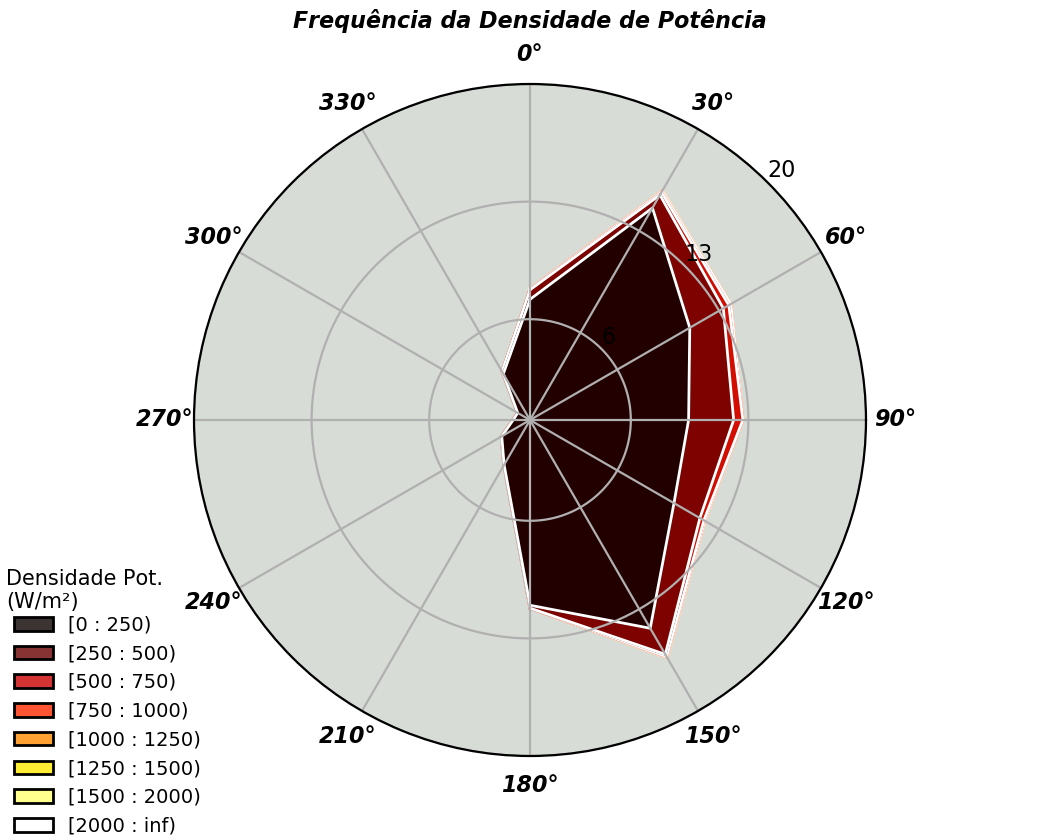 Frequência da Densidade de Potência
0°
330°
30°
20
300°
60°
13
6
270°
90°
Densidade Pot.
(W/m²)
240°
120°
[0 : 250)
[250 : 500)
[500 : 750)
[750 : 1000)
210°
150°
[1000 : 1250)
[1250 : 1500)
180°
[1500 : 2000)
[2000 : inf)